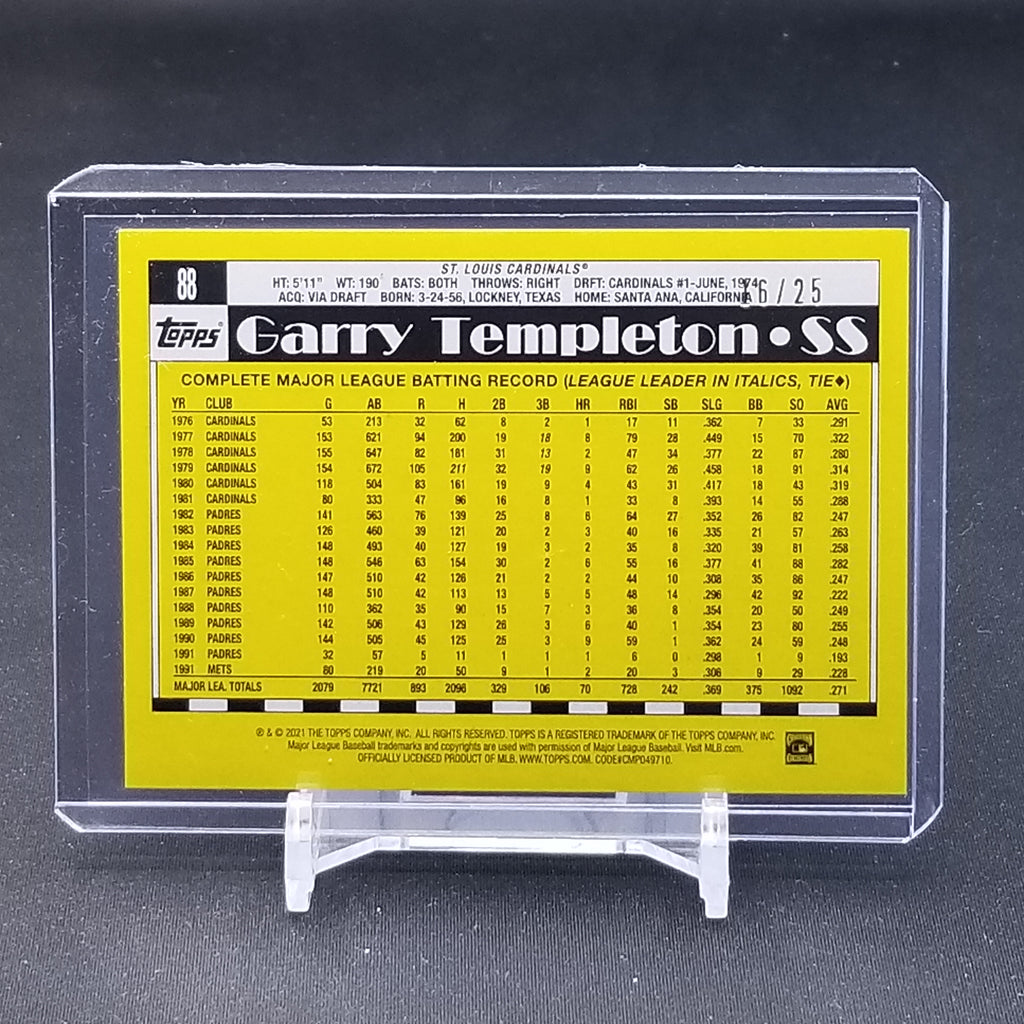 88
ST. LOUIS CARDINALS®
HT: 5'11" WT: 190 BATS: BOTH THROWS: RIGHT DRFT: CARDINALS #1-JUNE, 1974
ACQ: VIA DRAFT BORN: 3-24-56, LOCKNEY, TEXAS HOME: SANTA ANA, CALIFORNIA
/25
Topps® Garry Templeton • SS
COMPLETE MAJOR LEAGUE BATTING RECORD (LEAGUE LEADER IN ITALICS, TIE♦)
YR CLUB G AB R H 2B 3B HR RBI SB SLG BB SO AVG
1976 CARDINALS 53 213 32 62 8 2 1 17 11 .362 7 33 .291
1977 CARDINALS 153 621 94 200 19 18 8 79 28 .449 15 70 .322
1978 CARDINALS 155 647 82 181 31 13 2 47 34 .377 22 87 .280
1979 CARDINALS 154 672 105 211 32 19 9 62 26 .458 18 91 .314
1980 CARDINALS 118 504 83 161 19 9 4 43 31 .417 18 43 .319
1981 CARDINALS 80 333 47 96 16 8 1 33 8 .393 14 55 .288
1982 PADRES 141 563 76 139 25 8 6 64 27 .352 26 82 .247
1983 PADRES 126 460 39 121 20 2 3 40 16 .335 21 57 .263
1984 PADRES 148 493 40 127 19 3 2 35 8 .320 39 81 .258
1985 PADRES 148 546 63 154 30 2 6 55 16 .377 41 88 .282
1986 PADRES 147 510 42 126 21 2 2 44 10 .308 35 86 .247
1987 PADRES 148 510 42 113 13 5 5 48 14 .296 42 92 .222
1988 PADRES 110 362 35 90 15 7 3 36 8 .354 20 50 .249
1989 PADRES 142 506 43 129 26 3 6 40 1 .354 23 80 .255
1990 PADRES 144 505 45 125 25 3 9 59 1 .362 24 59 .248
1991 PADRES 32 57 5 11 1 1 1 6 0 .298 1 9 .193
1991 METS 80 219 20 50 9 1 2 20 3 .306 9 29 .228
MAJOR LEA. TOTALS 2079 7721 893 2096 329 106 70 728 242 .369 375 1092 .271
℗ & © 2021 THE TOPPS COMPANY, INC. ALL RIGHTS RESERVED. TOPPS IS A REGISTERED TRADEMARK OF THE TOPPS COMPANY, INC.
Major League Baseball trademarks and copyrights are used with permission of Major League Baseball. Visit MLB.com.
OFFICIALLY LICENSED PRODUCT OF MLB. WWW.TOPPS.COM. CODE#CMP049710.